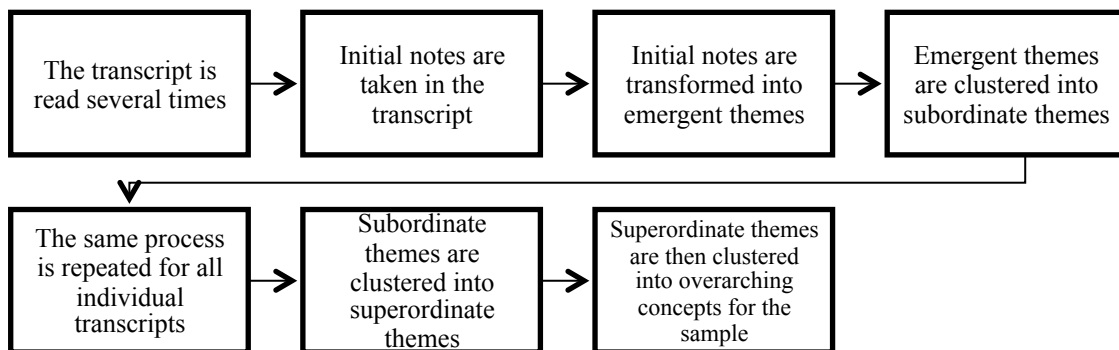 The transcript is
read several times
Initial notes are
taken in the
transcript
Initial notes are
transformed into
emergent themes
Emergent themes
are clustered into
subordinate themes
The same process
is repeated for all
individual
transcripts
Subordinate
themes are
clustered into
superordinate
themes
Superordinate themes
are then clustered
into overarching
concepts for the
sample